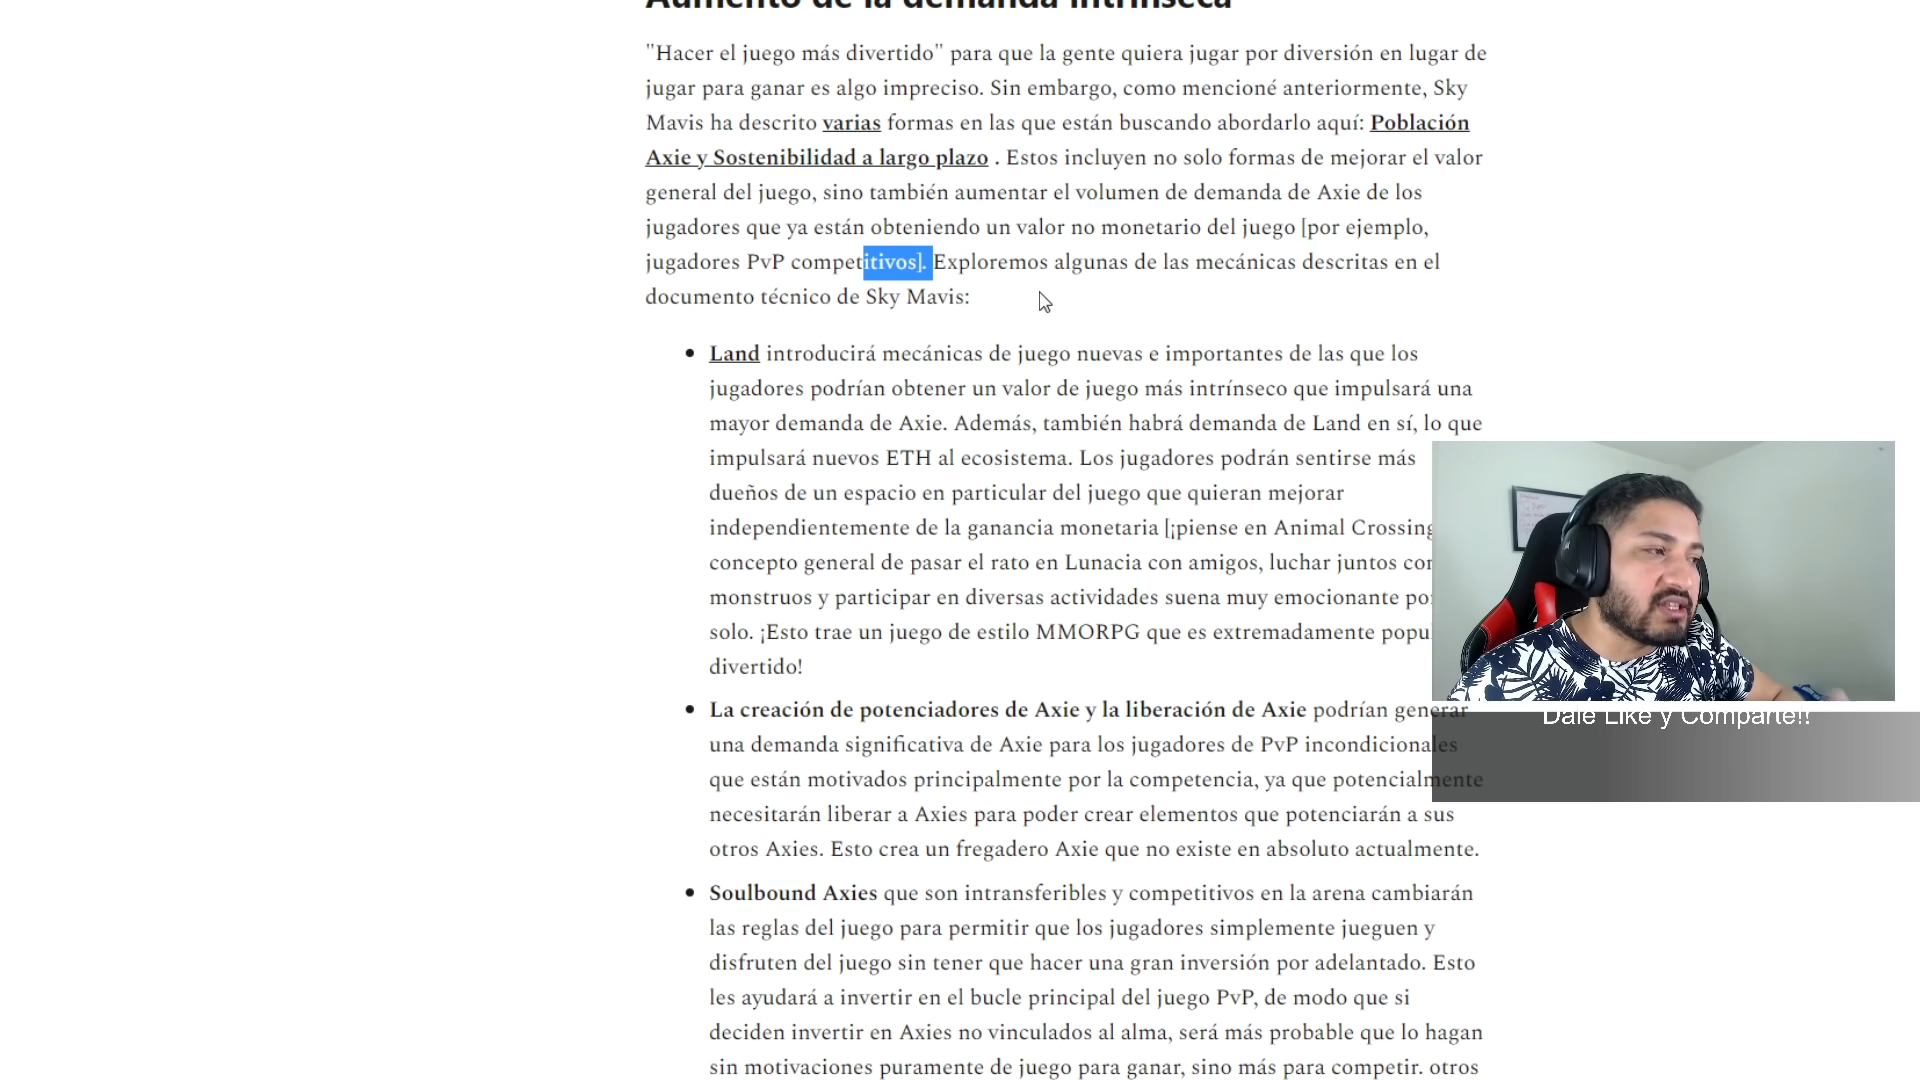 Aumento de la demanda intrínseca
"Hacer el juego más divertido" para que la gente quiera jugar por diversión en lugar de
jugar para ganar es algo impreciso. Sin embargo, como mencioné anteriormente, Sky
Mavis ha descrito varias formas en las que están buscando abordarlo aquí: Población
Axie y Sostenibilidad a largo plazo . Estos incluyen no solo formas de mejorar el valor
general del juego, sino también aumentar el volumen de demanda de Axie de los
jugadores que ya están obteniendo un valor no monetario del juego [por ejemplo,
jugadores PvP competitivos]. Exploremos algunas de las mecánicas descritas en el
documento técnico de Sky Mavis:
Land introducirá mecánicas de juego nuevas e importantes de las que los
jugadores podrían obtener un valor de juego más intrínseco que impulsará una
mayor demanda de Axie. Además, también habrá demanda de Land en sí, lo que
impulsará nuevos ETH al ecosistema. Los jugadores podrán sentirse más
dueños de un espacio en particular del juego que quieran mejorar
independientemente de la ganancia monetaria [¡piense en Animal Crossing
concepto general de pasar el rato en Lunacia con amigos, luchar juntos
monstruos y participar en diversas actividades suena muy emocionante
solo. ¡Esto trae un juego de estilo MMORPG que es extremadamente
divertido!
La creación de potenciadores de Axie y la liberación de Axie podrían generar
una demanda significativa de Axie para los jugadores de PvP incondicionales
que están motivados principalmente por la competencia, ya que potencialmente
necesitarán liberar a Axies para poder crear elementos que potenciarán a sus
otros Axies. Esto crea un fregadero Axie que no existe en absoluto actualmente.
Soulbound Axies que son intransferibles y competitivos en la arena cambiarán
las reglas del juego para permitir que los jugadores simplemente jueguen y
disfruten del juego sin tener que hacer una gran inversión por adelantado. Esto
les ayudará a invertir en el bucle principal del juego PvP, de modo que si
deciden invertir en Axies no vinculados al alma, será más probable que lo hagan
sin motivaciones puramente de juego para ganar, sino más para competir. otros
Dale Like y Comparte!!